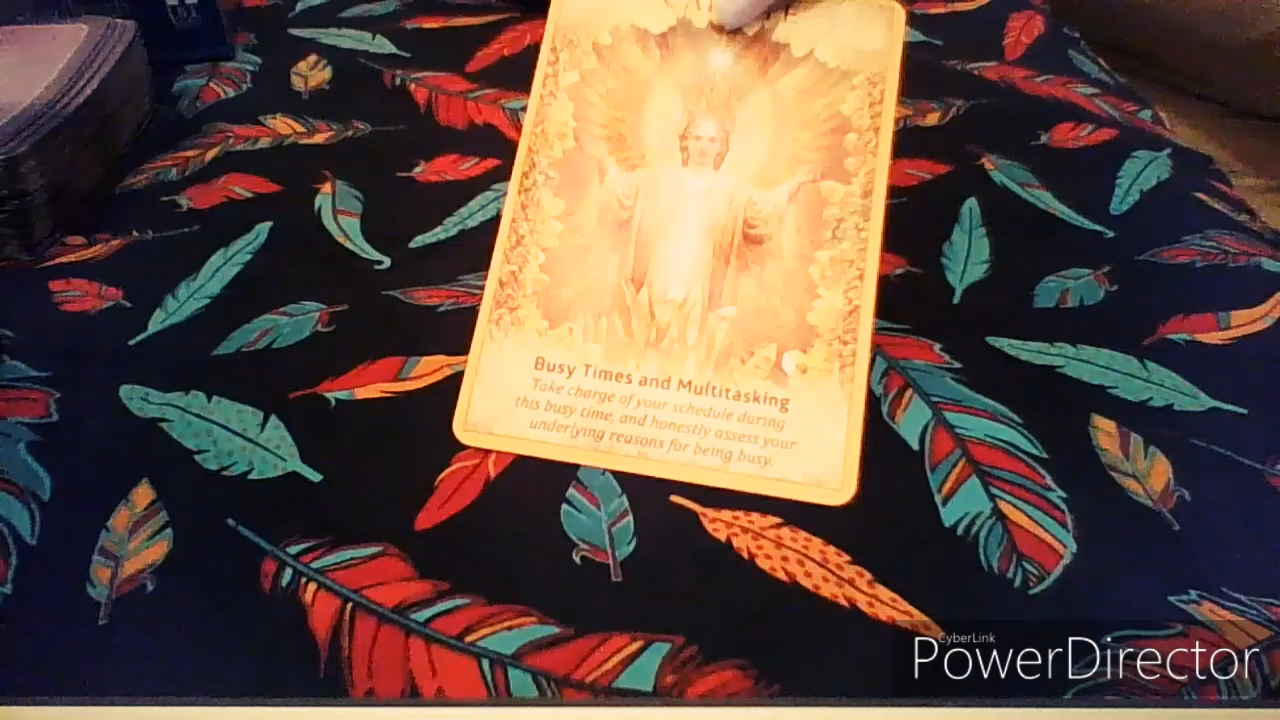 Busy Times and Multitasking
Take charge of your schedule during
this busy time, and honestly assess your
underlying reasons for being busy.
CyberLink
PowerDirector